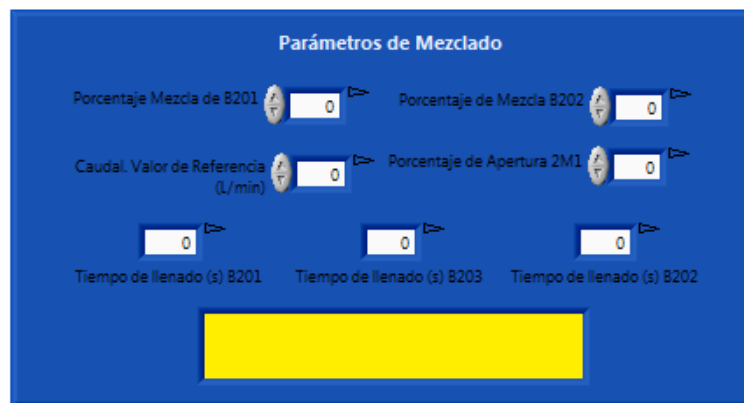 Parámetros de Mezclado
Porcentaje Mezcla de B201
0
Porcentaje de Mezcla B202
0
Caudal. Valor de Referencia
(L/min)
0
Porcentaje de Apertura 2M1
0
0
0
0
Tiempo de llenado (s) B201
Tiempo de llenado (s) B203
Tiempo de llenado (s) B202